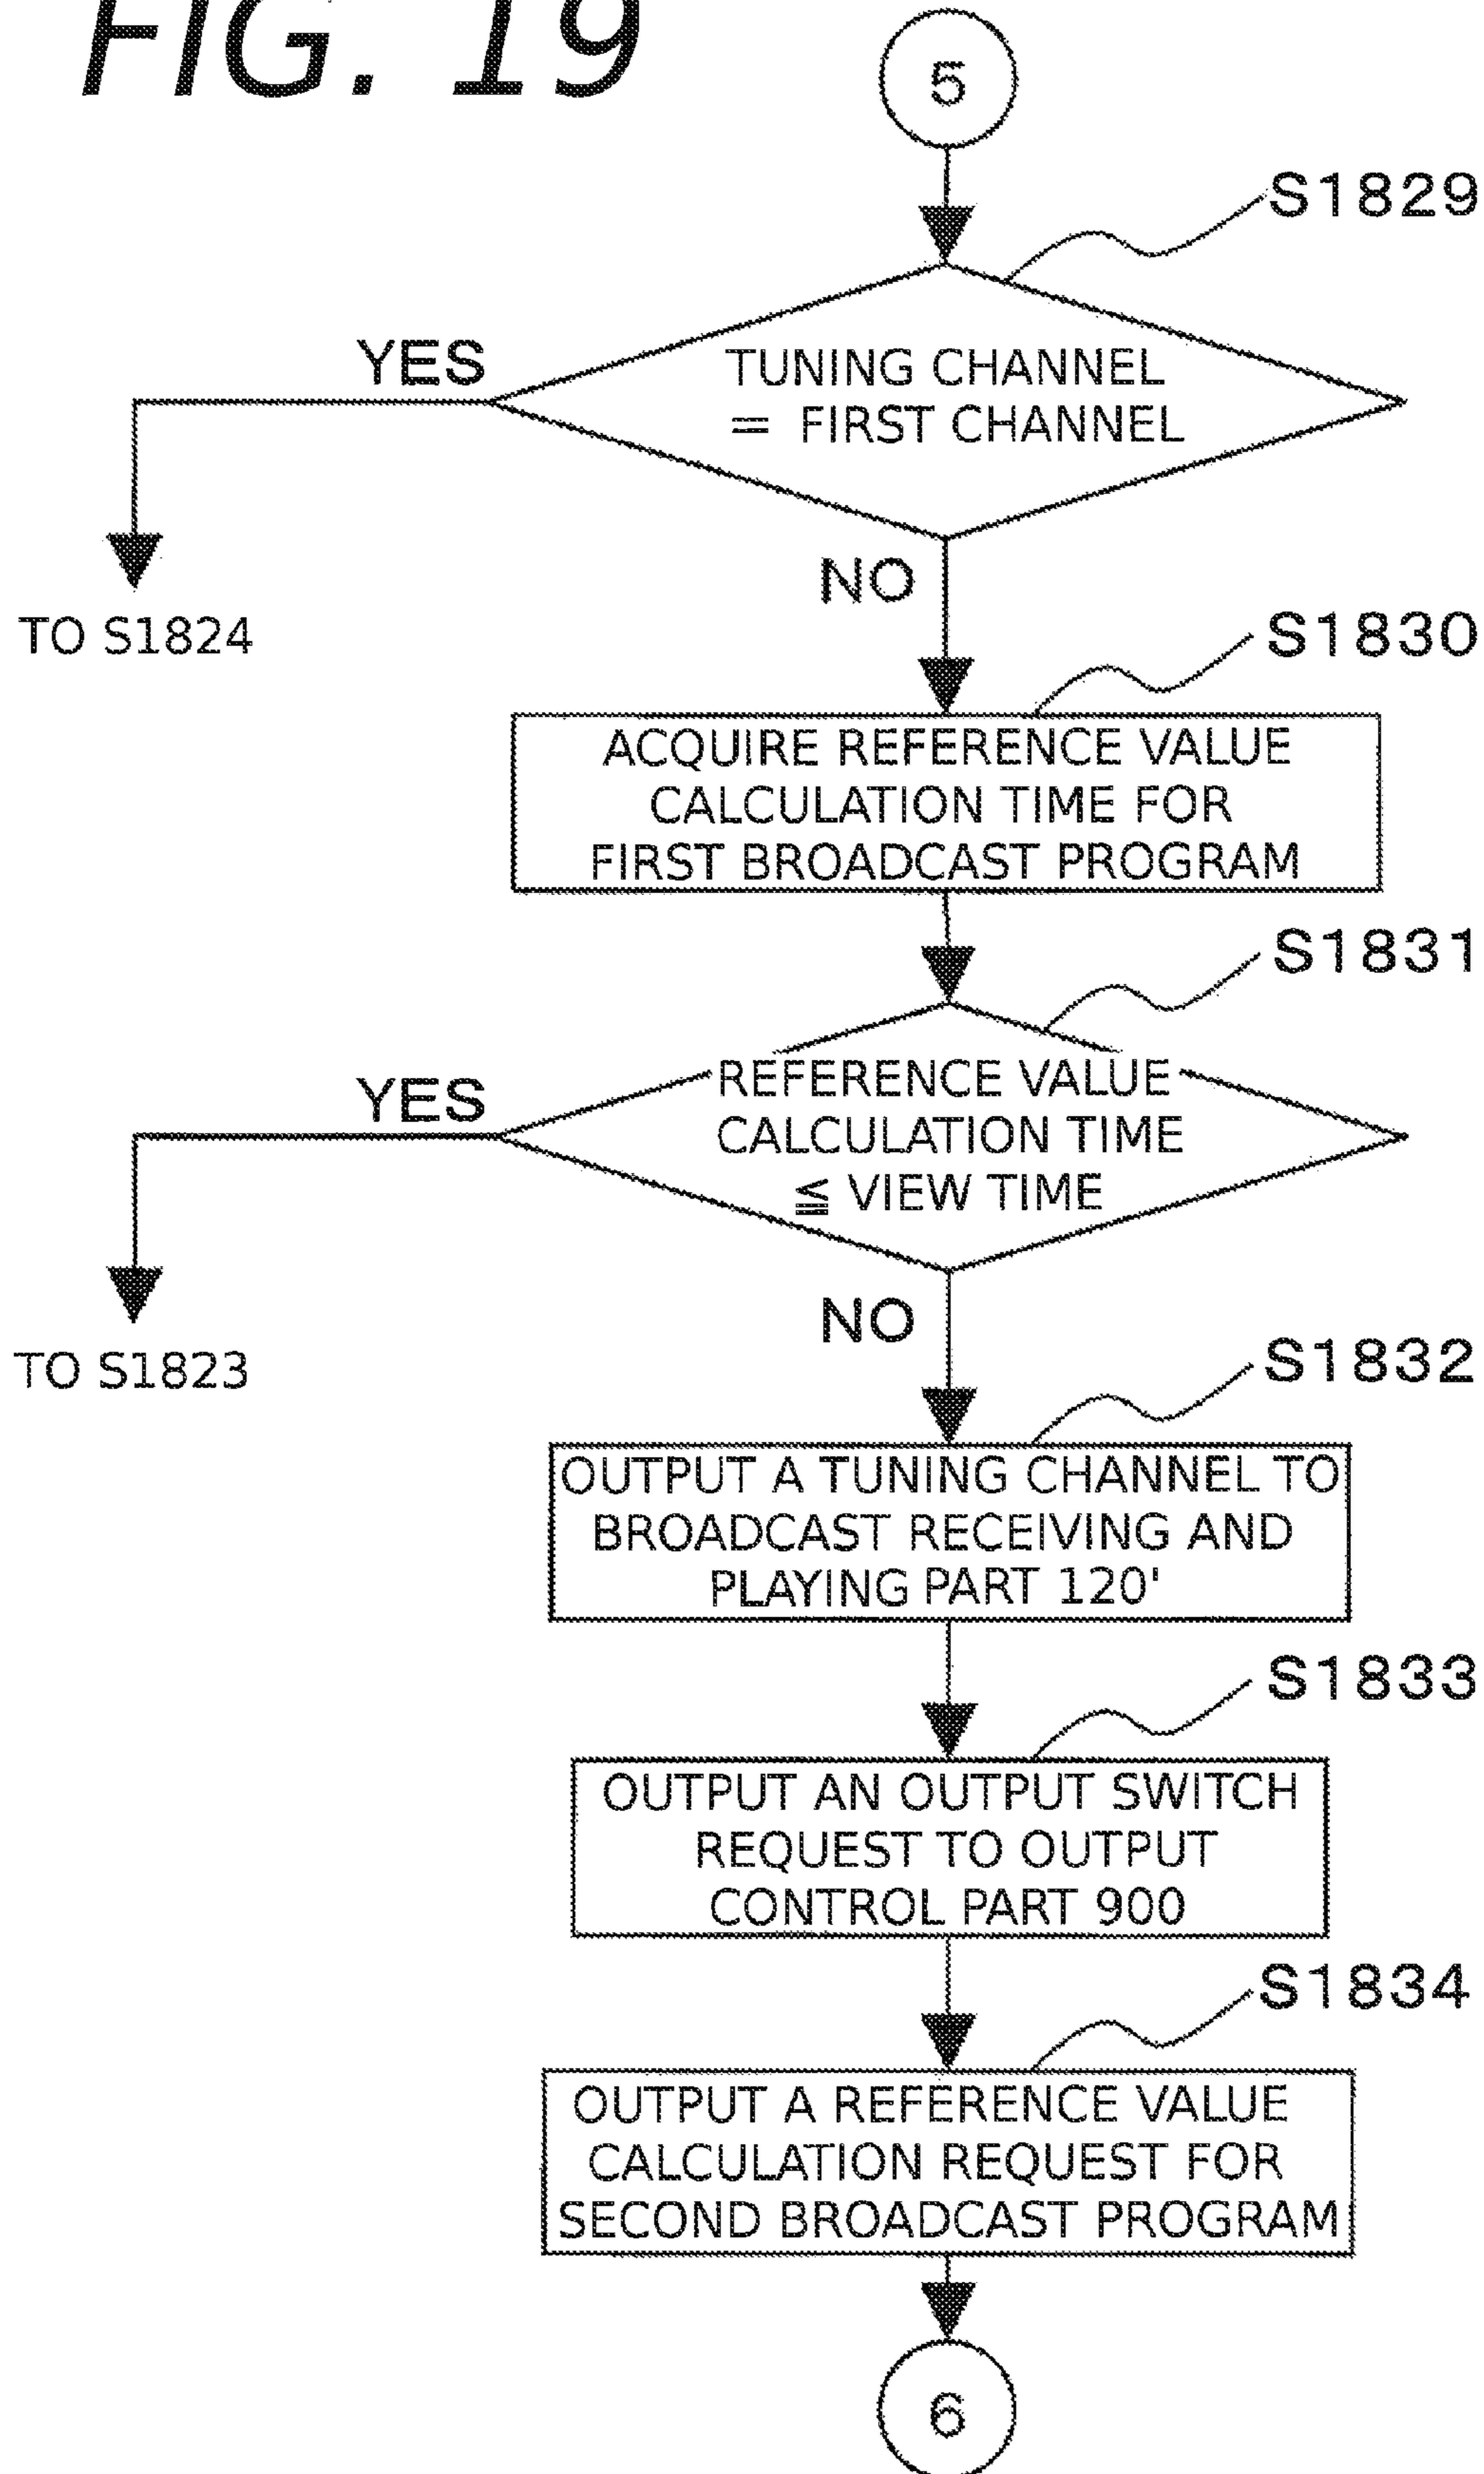 FIG. 19
5
S1829
YES
TUNING CHANNEL
= FIRST CHANNEL
NO
TO S1824
S1830
ACQUIRE REFERENCE VALUE
CALCULATION TIME FOR
FIRST BROADCAST PROGRAM
S1831
YES
REFERENCE VALUE
CALCULATION TIME
≦ VIEW TIME
NO
TO S1823
S1832
OUTPUT A TUNING CHANNEL TO
BROADCAST RECEIVING AND
PLAYING PART 120'
S1833
OUTPUT AN OUTPUT SWITCH
REQUEST TO OUTPUT
CONTROL PART 900
S1834
OUTPUT A REFERENCE VALUE
CALCULATION REQUEST FOR
SECOND BROADCAST PROGRAM
6